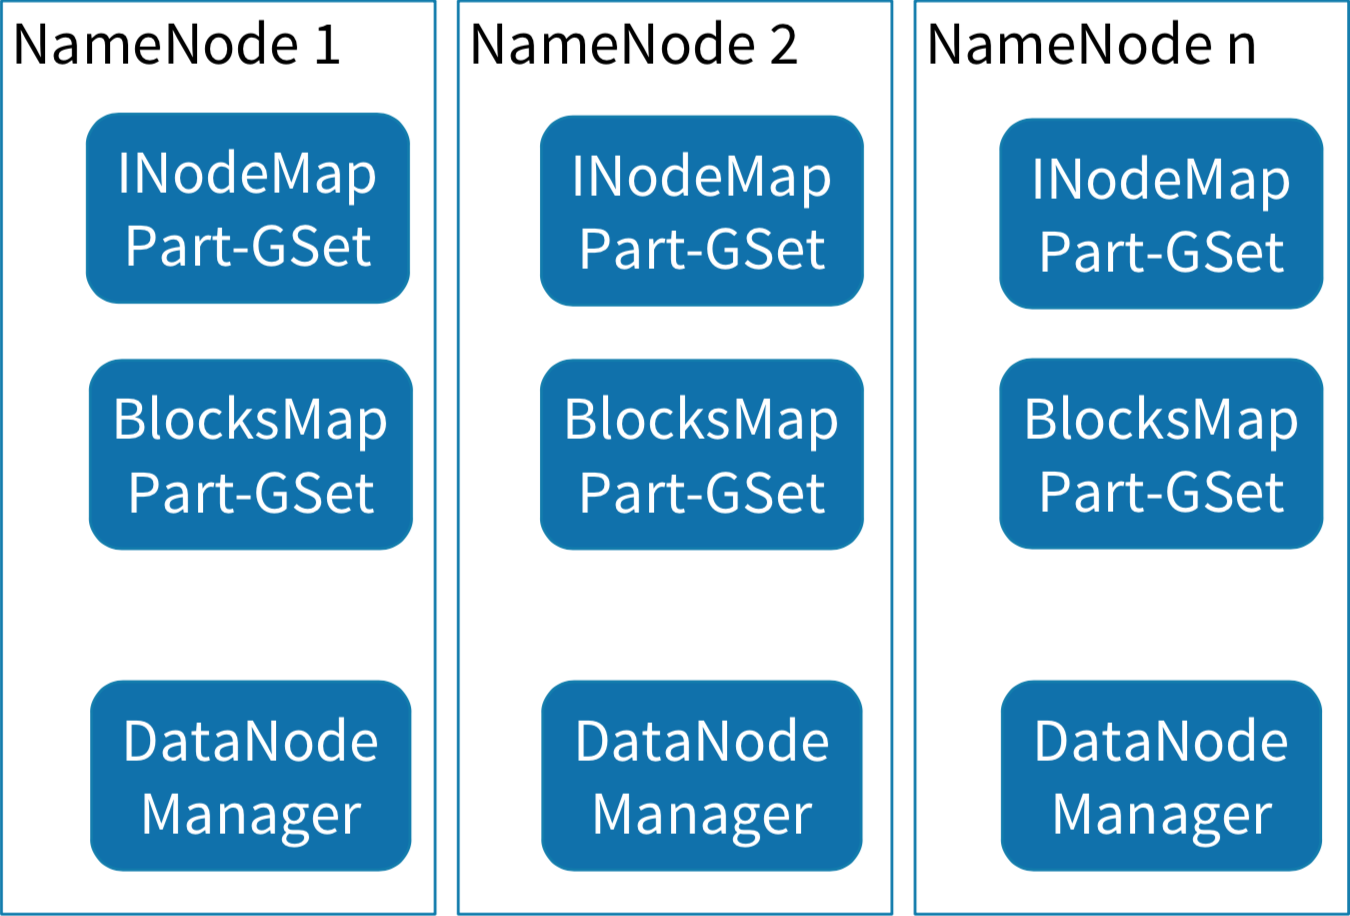 NameNode 1
INodeMap
Part-GSet
BlocksMap
Part-GSet
DataNode
Manager
NameNode 2
INodeMap
Part-GSet
BlocksMap
Part-GSet
DataNode
Manager
NameNode n
INodeMap
Part-GSet
BlocksMap
Part-GSet
DataNode
Manager